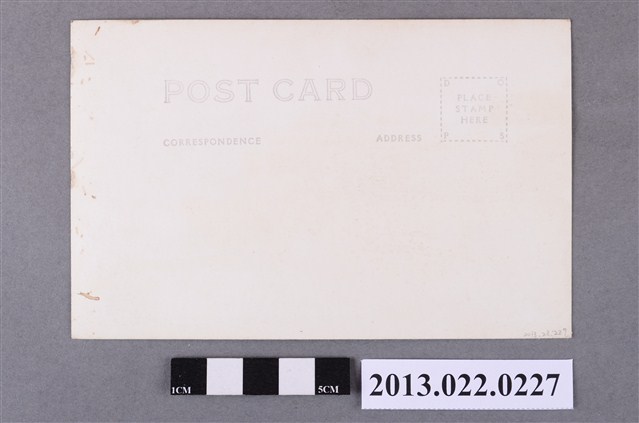 POST CARD
CORRESPONDENCE
ADDRESS
D O
PLACE
STAMP
HERE
P S
1CM 5CM
2013.022.0227